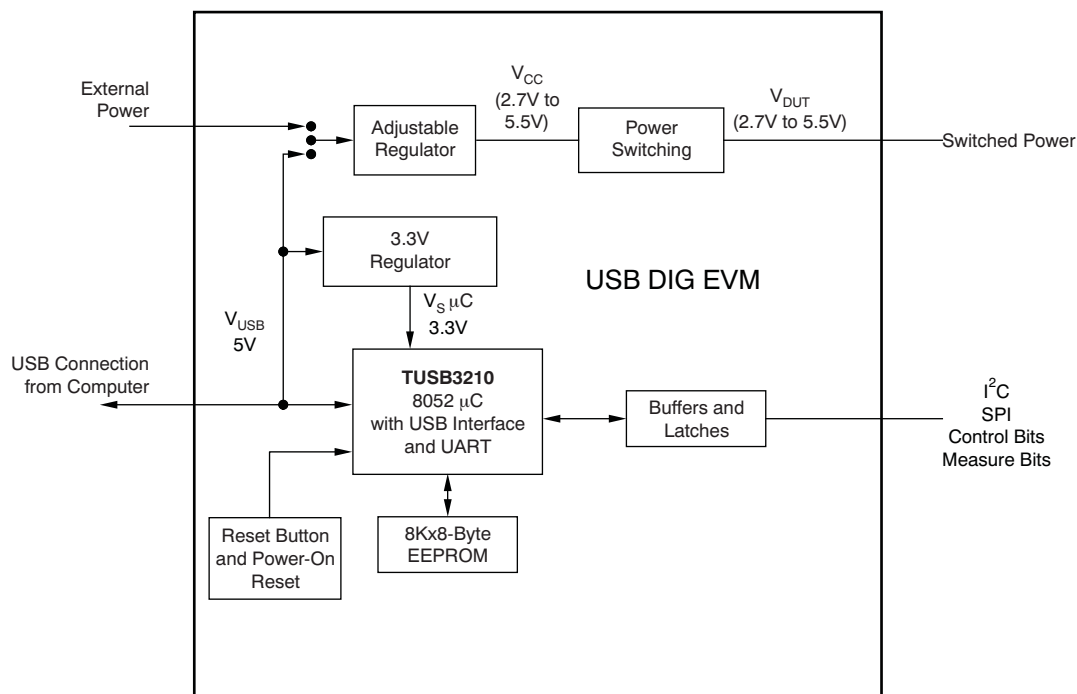 External
Power
Adjustable
Regulator
V_CC
(2.7V to
5.5V)
Power
Switching
V_DUT
(2.7V to 5.5V)
Switched Power
3.3V
Regulator
USB DIG EVM
V_S μC
3.3V
V_USB
5V
USB Connection
from Computer
TUSB3210
8052 μC
with USB Interface
and UART
Buffers and
Latches
I²C
SPI
Control Bits
Measure Bits
Reset Button
and Power-On
Reset
8Kx8-Byte
EEPROM